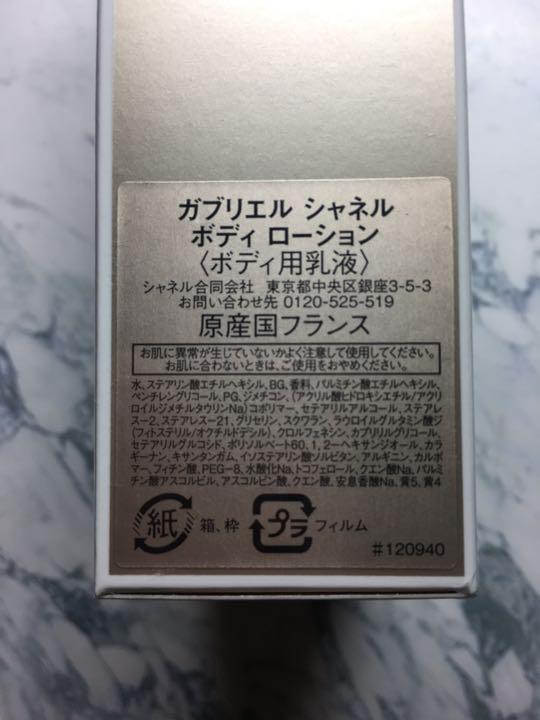 ガブリエル シャネル
ボディ ローション
〈ボディ用乳液〉
シャネル合同会社 東京都中央区銀座3-5-3
お問い合わせ先 0120-525-519
原産国フランス
お肌に異常が生じていないかよく注意して使用してください。
お肌に合わないときは、ご使用をおやめください。
水、ステアリン酸エチルヘキシル、BG、香料、パルミチン酸エチルヘキシル、
ペンチレングリコール、PG、ジメチコン、(アクリル酸ヒドロキシエチル/アクリ
ロイルジメチルタウリンNa)コポリマー、セテアリルアルコール、ステアレ
ス-2、ステアレス-21、グリセリン、スクワラン、ラウロイルグルタミン酸ジ
(フィトステリル/オクチルドデシル)、クロルフェネシン、カプリリルグリコール、
セテアリルグルコシド、ポリソルベート60、1，2-ヘキサンジオール、カラ
ギーナン、キサンタンガム、イソステアリン酸ソルビタン、アルギニン、カルボ
マー、フィチン酸、PEG-8、水酸化Na、トコフェロール、クエン酸Na、パルミ
チン酸アスコルビル、アスコルビン酸、クエン酸、安息香酸Na、黄5、黄4
紙 箱、枠 プラ フィルム
#120940